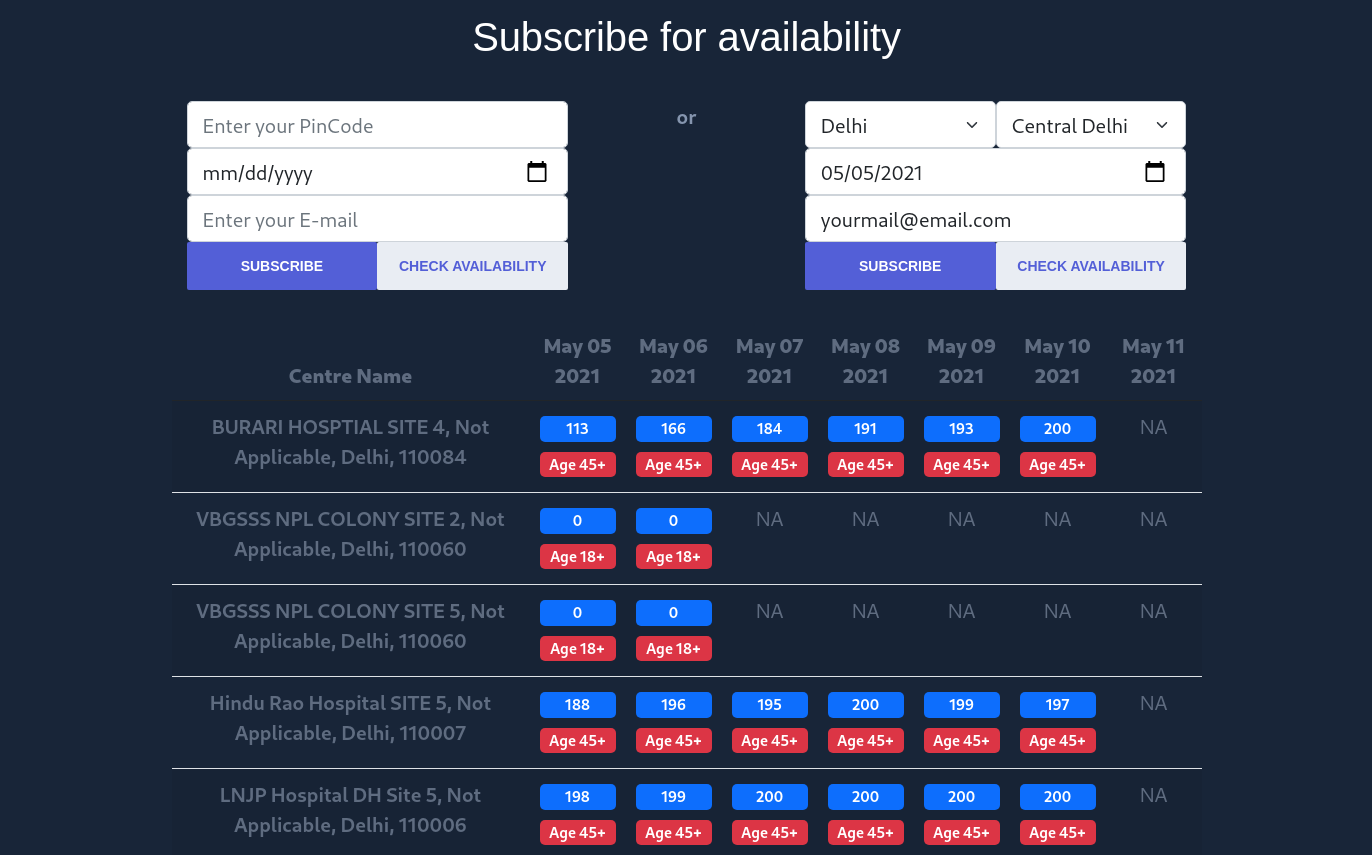 Subscribe for availability
Enter your PinCode
mm/dd/yyyy
Enter your E-mail
SUBSCRIBE CHECK AVAILABILITY
or
Delhi Central Delhi
05/05/2021
yourmail@email.com
SUBSCRIBE CHECK AVAILABILITY
May 05 May 06 May 07 May 08 May 09 May 10 May 11
Centre Name 2021 2021 2021 2021 2021 2021 2021
BURARI HOSPTIAL SITE 4, Not 113 166 184 191 193 200 NA
Applicable, Delhi, 110084 Age 45+ Age 45+ Age 45+ Age 45+ Age 45+ Age 45+
VBGSSS NPL COLONY SITE 2, Not 0 0 NA NA NA NA NA
Applicable, Delhi, 110060 Age 18+ Age 18+
VBGSSS NPL COLONY SITE 5, Not 0 0 NA NA NA NA NA
Applicable, Delhi, 110060 Age 18+ Age 18+
Hindu Rao Hospital SITE 5, Not 188 196 195 200 199 197 NA
Applicable, Delhi, 110007 Age 45+ Age 45+ Age 45+ Age 45+ Age 45+ Age 45+
LNJP Hospital DH Site 5, Not 198 199 200 200 200 200 NA
Applicable, Delhi, 110006 Age 45+ Age 45+ Age 45+ Age 45+ Age 45+ Age 45+